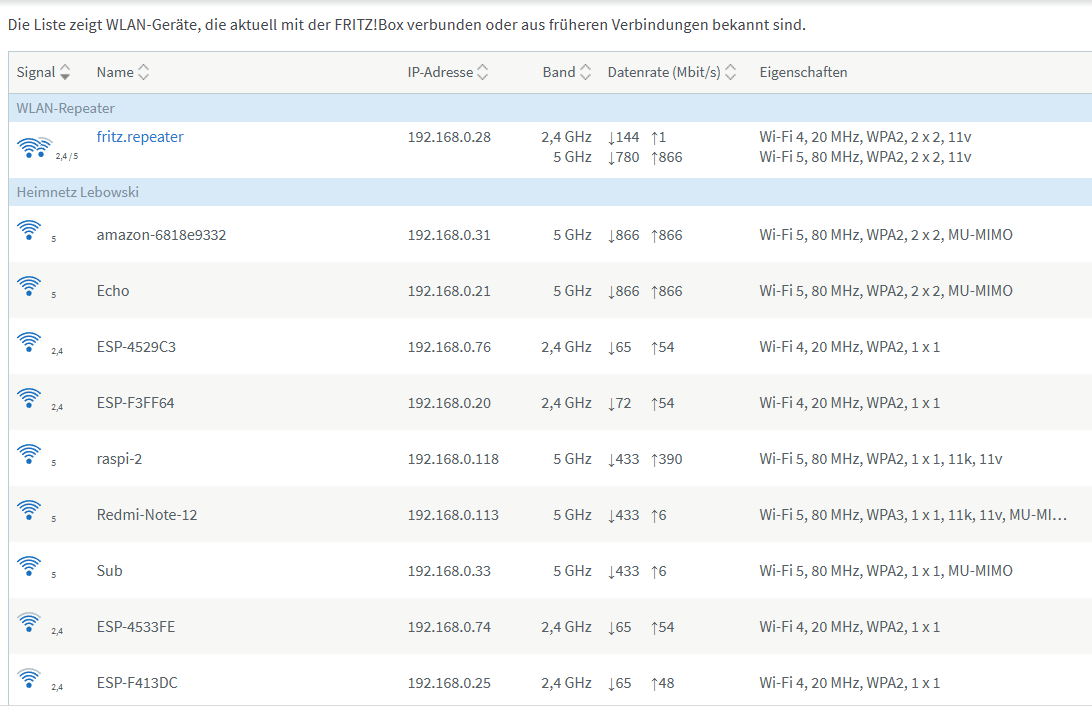 Die Liste zeigt WLAN-Geräte, die aktuell mit der FRITZ!Box verbunden oder aus früheren Verbindungen bekannt sind.
Signal Name IP-Adresse Band Datenrate (Mbit/s) Eigenschaften
WLAN-Repeater
2,4 / 5 fritz.repeater 192.168.0.28 2,4 GHz ↓144 ↑1 Wi-Fi 4, 20 MHz, WPA2, 2 x 2, 11v
5 GHz ↓780 ↑866 Wi-Fi 5, 80 MHz, WPA2, 2 x 2, 11v
Heimnetz Lebowski
5 amazon-6818e9332 192.168.0.31 5 GHz ↓866 ↑866 Wi-Fi 5, 80 MHz, WPA2, 2 x 2, MU-MIMO
5 Echo 192.168.0.21 5 GHz ↓866 ↑866 Wi-Fi 5, 80 MHz, WPA2, 2 x 2, MU-MIMO
2,4 ESP-4529C3 192.168.0.76 2,4 GHz ↓65 ↑54 Wi-Fi 4, 20 MHz, WPA2, 1 x 1
2,4 ESP-F3FF64 192.168.0.20 2,4 GHz ↓72 ↑54 Wi-Fi 4, 20 MHz, WPA2, 1 x 1
5 raspi-2 192.168.0.118 5 GHz ↓433 ↑390 Wi-Fi 5, 80 MHz, WPA2, 1 x 1, 11k, 11v
5 Redmi-Note-12 192.168.0.113 5 GHz ↓433 ↑6 Wi-Fi 5, 80 MHz, WPA3, 1 x 1, 11k, 11v, MU-MI…
5 Sub 192.168.0.33 5 GHz ↓433 ↑6 Wi-Fi 5, 80 MHz, WPA2, 1 x 1, MU-MIMO
2,4 ESP-4533FE 192.168.0.74 2,4 GHz ↓65 ↑54 Wi-Fi 4, 20 MHz, WPA2, 1 x 1
2,4 ESP-F413DC 192.168.0.25 2,4 GHz ↓65 ↑48 Wi-Fi 4, 20 MHz, WPA2, 1 x 1